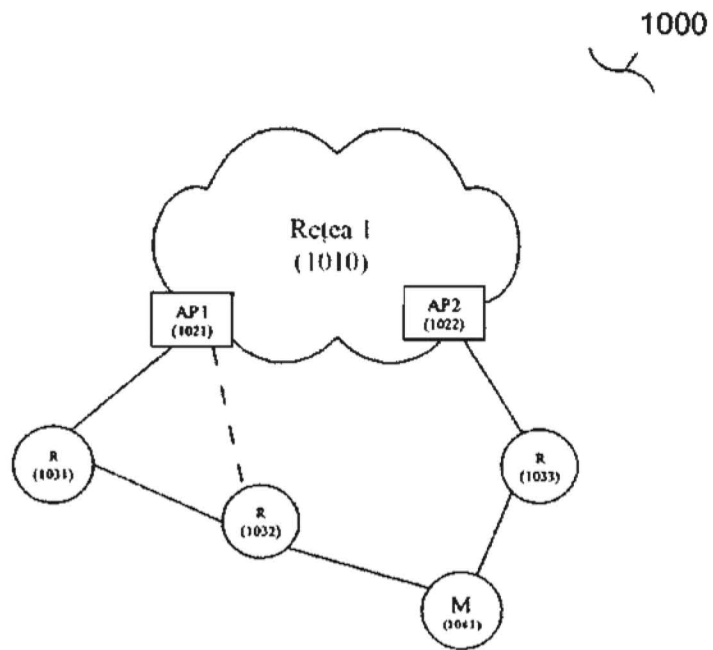 1000
Rețea 1
(1010)
AP1
(1021)
AP2
(1022)
R
(1031)
R
(1033)
R
(1032)
M
(1041)